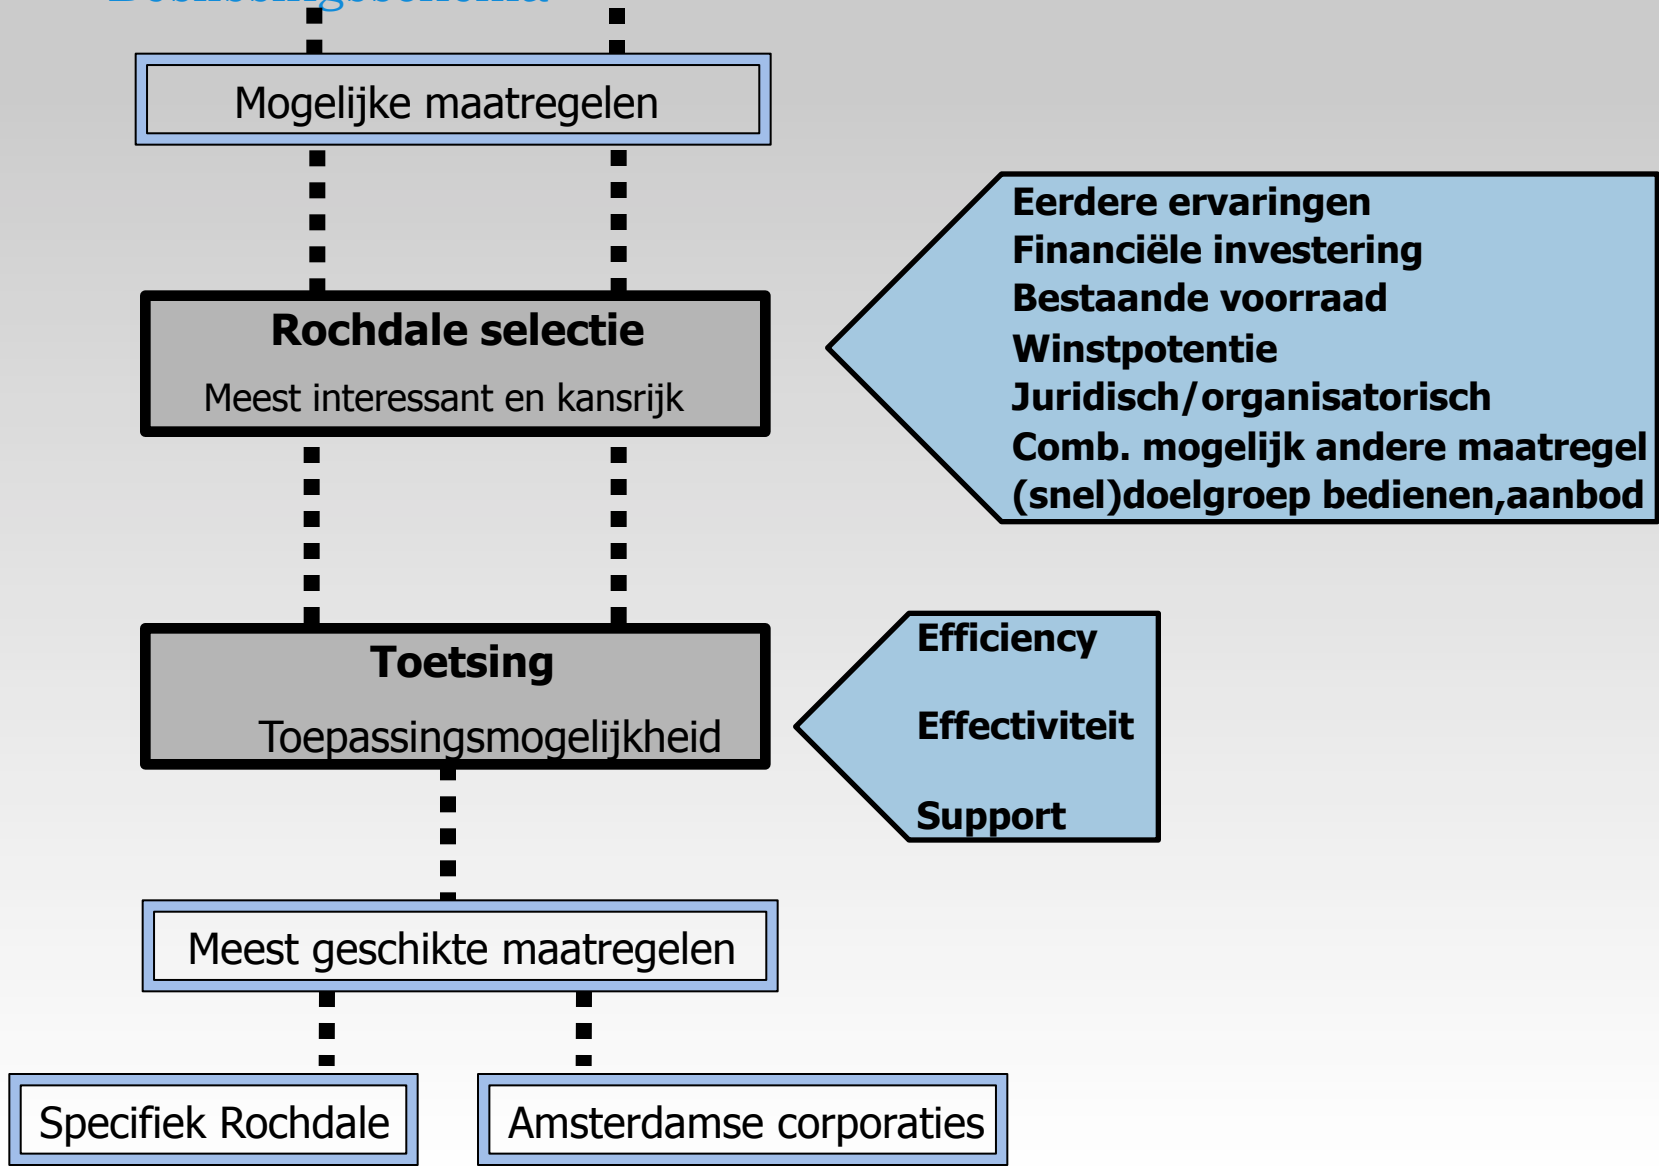 Mogelijke maatregelen
Rochdale selectie
Meest interessant en kansrijk
Eerdere ervaringen
Financiële investering
Bestaande voorraad
Winstpotentie
Juridisch/organisatorisch
Comb. mogelijk andere maatregel
(snel)doelgroep bedienen,aanbod
Toetsing
Toepassingsmogelijkheid
Efficiency
Effectiviteit
Support
Meest geschikte maatregelen
Specifiek Rochdale
Amsterdamse corporaties